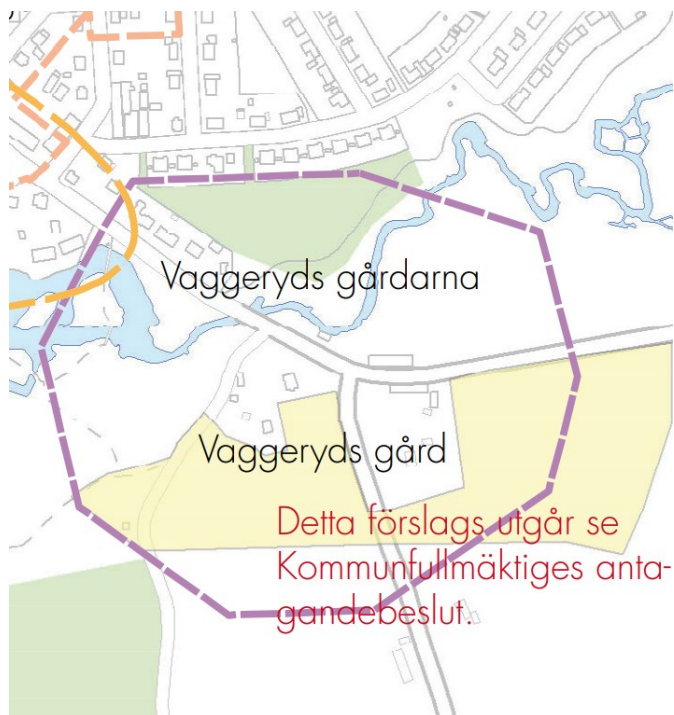 Vaggeryds gårdarna
Vaggeryds gård
Detta förslags utgår se
Kommunfullmäktiges anta-
gandebeslut.